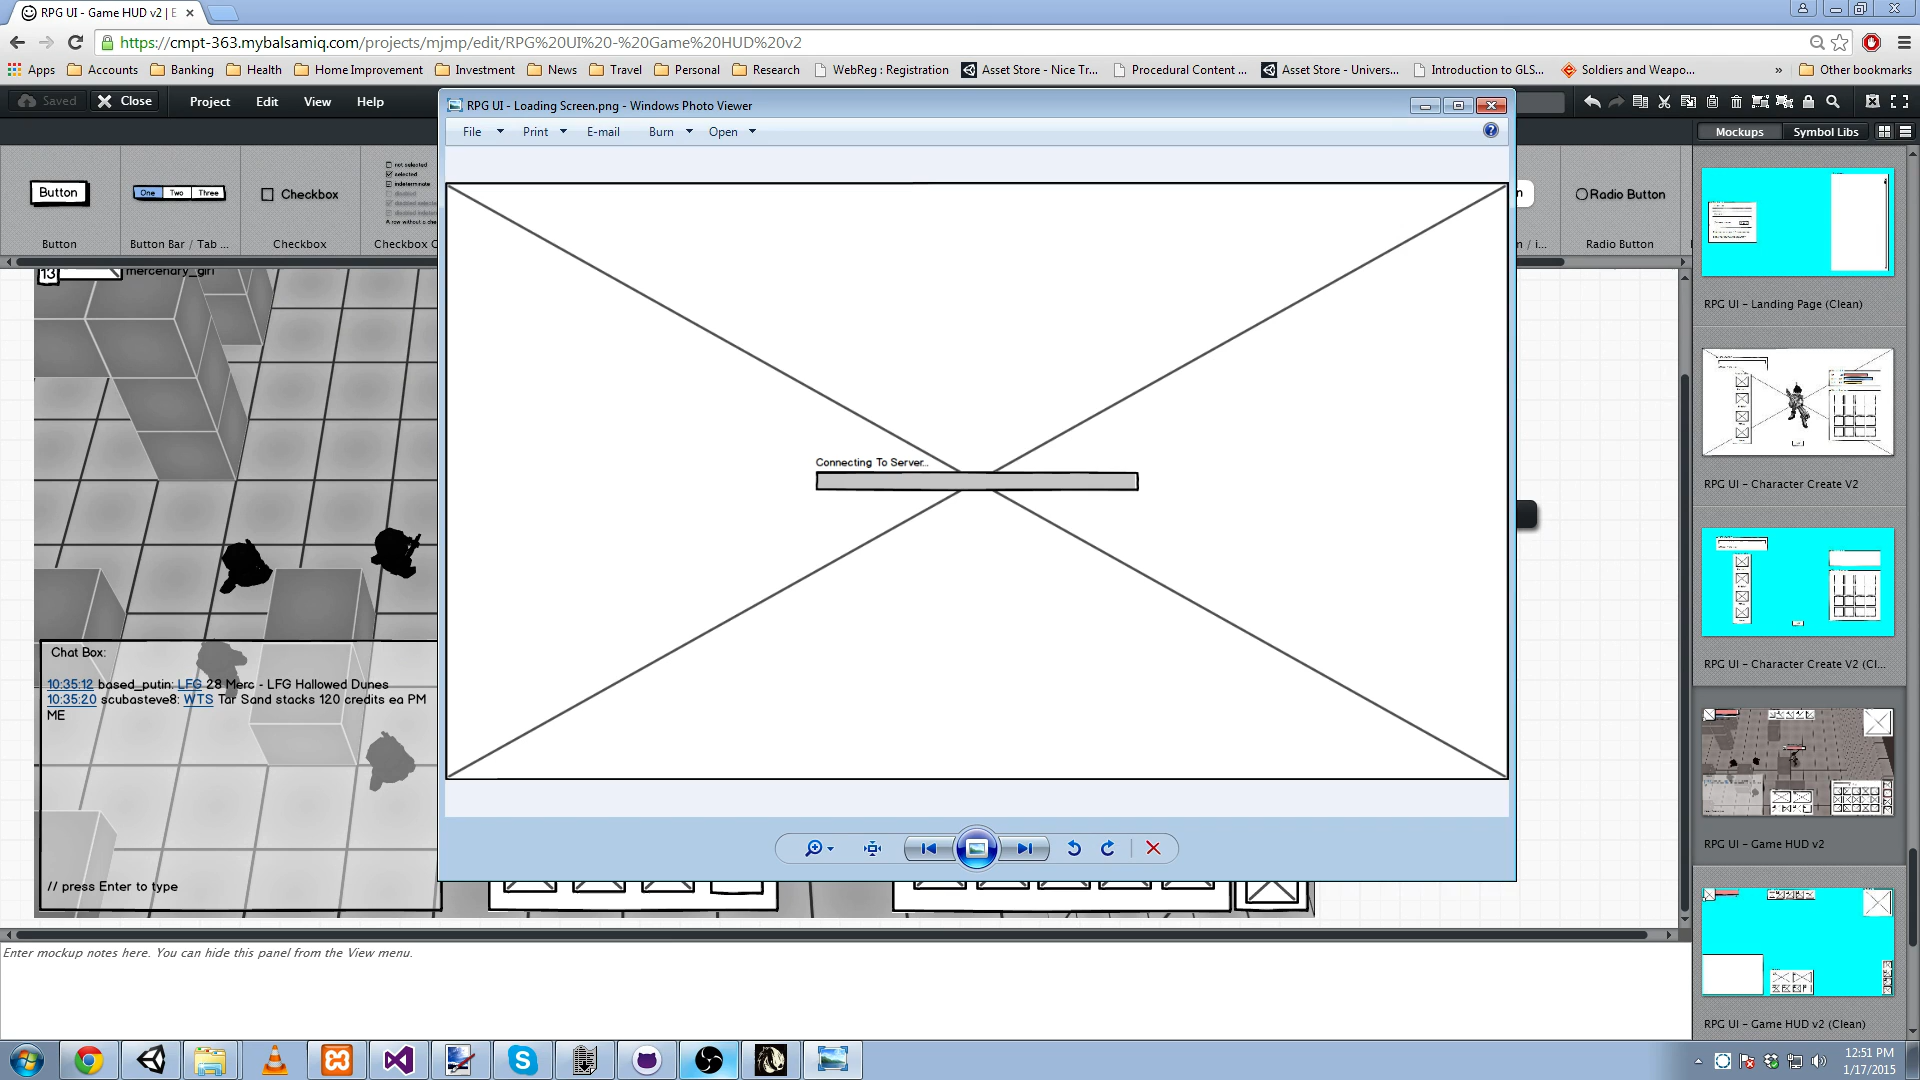 RPG UI - Game HUD v2 | E
https://cmpt-363.mybalsamiq.com/projects/mjmp/edit/RPG%20UI%20-%20Game%20HUD%20v2
Apps Accounts Banking Health Home Improvement Investment News Travel Personal Research WebReg : Registration Asset Store - Nice Tr... Procedural Content ... Asset Store - Univers... Introduction to GLS... Soldiers and Weapo... » Other bookmarks
Saved Close Project Edit View Help
RPG UI - Loading Screen.png - Windows Photo Viewer
File Print E-mail Burn Open
Mockups Symbol Libs
Button
One Two Three
Checkbox
not selected
selected
indeterminate
disabled
Radio Button
Button
Button Bar / Tab ...
Checkbox
Checkbox C
n / i...
Radio Button
13 mercenary_girl
Connecting To Server...
Chat Box:
10:35:12 based_putin: LFG 28 Merc - LFG Hallowed Dunes
10:35:20 scubasteve8: WTS Tar Sand stacks 120 credits ea PM
ME
// press Enter to type
Enter mockup notes here. You can hide this panel from the View menu.
RPG UI - Landing Page (Clean)
RPG UI - Character Create V2
RPG UI - Character Create V2 (Cl...
RPG UI - Game HUD v2
RPG UI - Game HUD v2 (Clean)
12:51 PM
1/17/2015